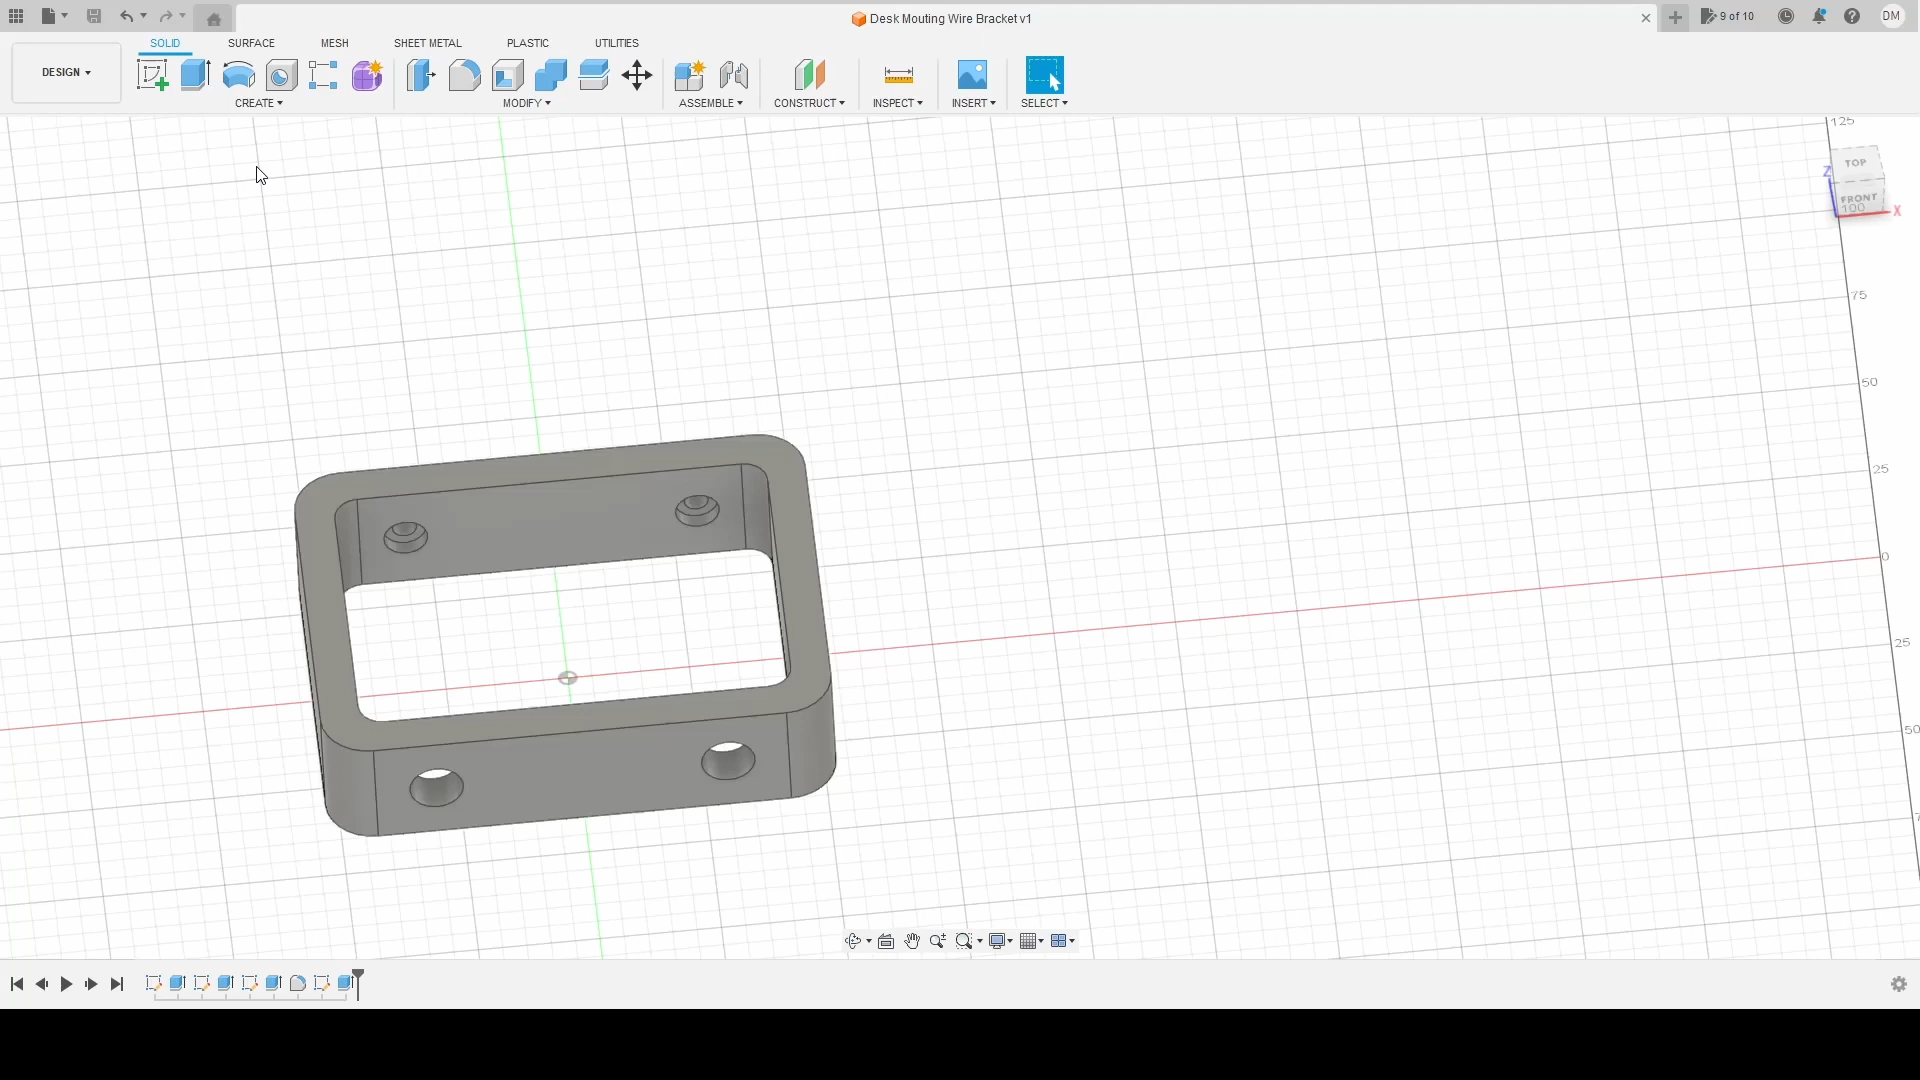 Desk Mouting Wire Bracket v1
9 of 10
DM
SOLID
SURFACE
MESH
SHEET METAL
PLASTIC
UTILITIES
DESIGN
CREATE
MODIFY
ASSEMBLE
CONSTRUCT
INSPECT
INSERT
SELECT
125
TOP
Z
FRONT
100
X
75
50
25
0
25
50